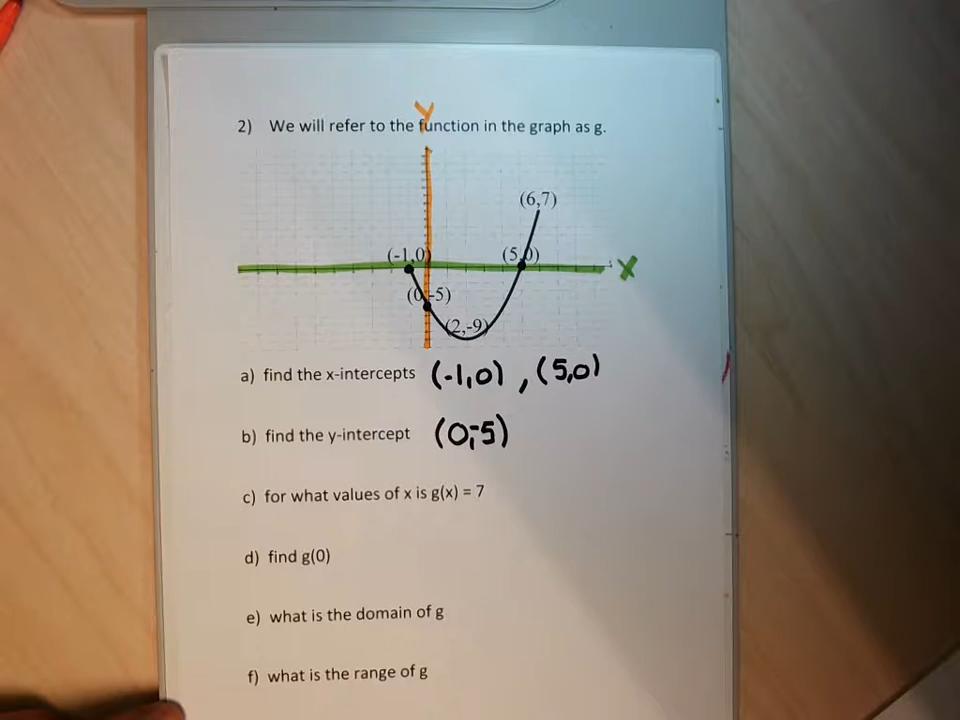 Y
2) We will refer to the function in the graph as g.
(6,7)
(-1,0) (5,0)
X
(0,-5)
(2,-9)
a) find the x-intercepts (-1,0) , (5,0)
b) find the y-intercept (0,-5)
c) for what values of x is g(x) = 7
d) find g(0)
e) what is the domain of g
f) what is the range of g